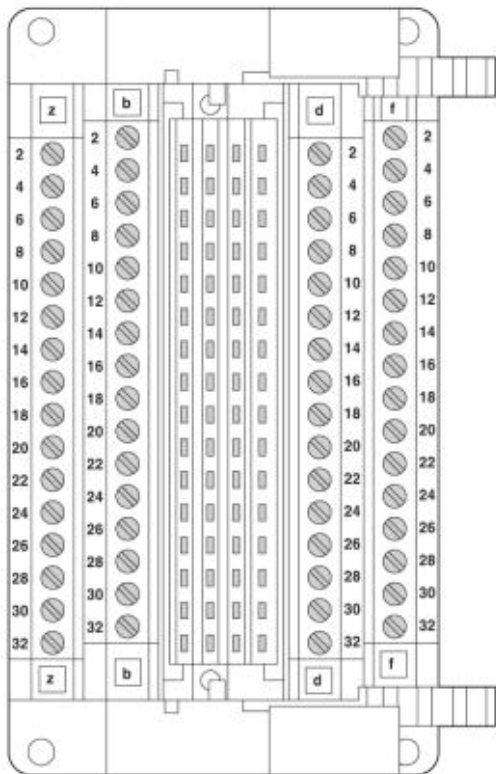 z b d f
2 2 2 2
4 4 4 4
6 6 6 6
8 8 8 8
10 10 10 10
12 12 12 12
14 14 14 14
16 16 16 16
18 18 18 18
20 20 20 20
22 22 22 22
24 24 24 24
26 26 26 26
28 28 28 28
30 30 30 30
32 32 32 32
z b d f